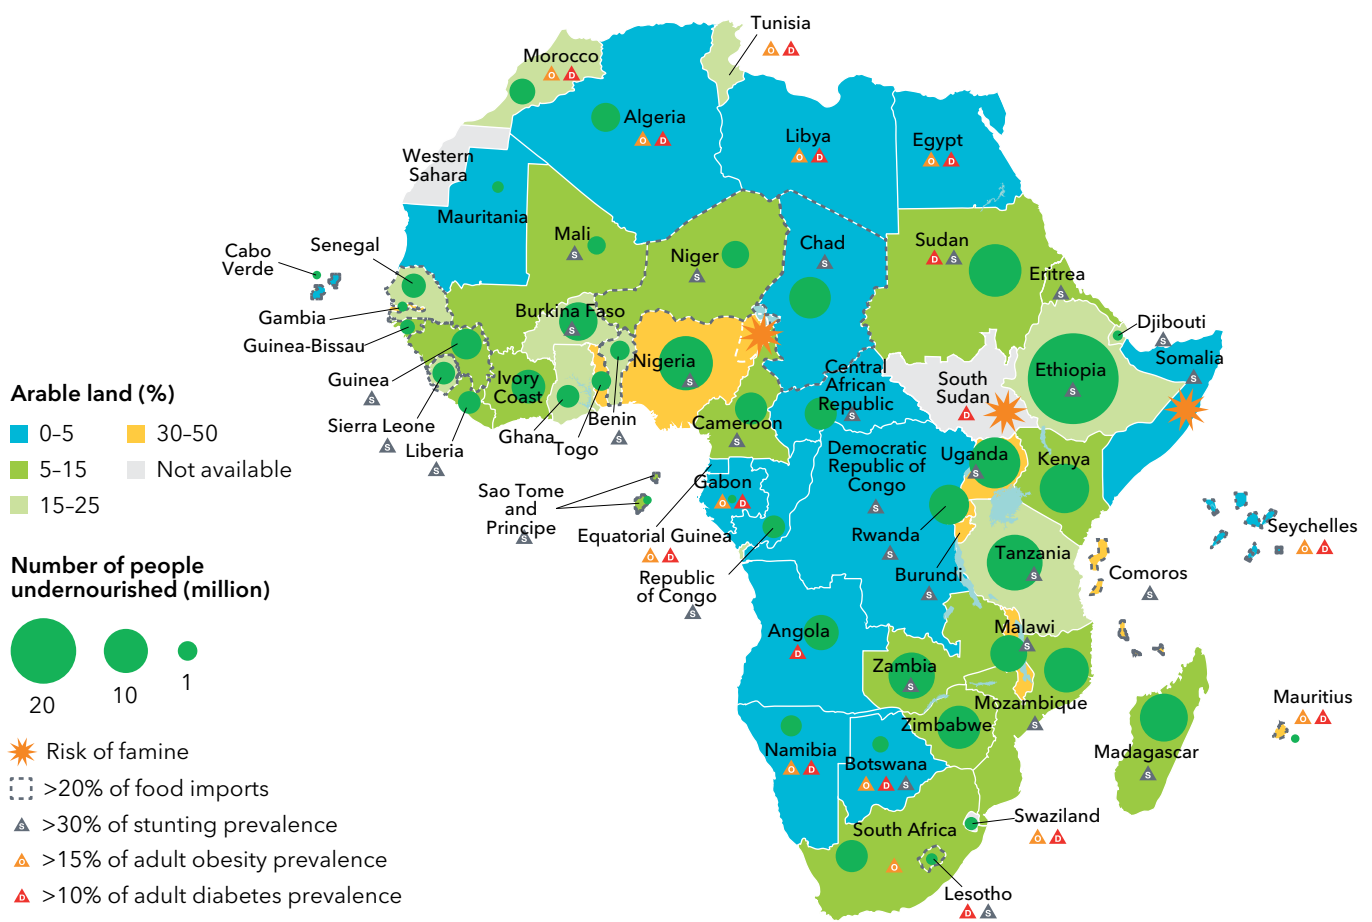 Tunisia
O D
Morocco
O D
Algeria
O D
Libya
O D
Egypt
O D
Western
Sahara
Mauritania
Mali
S
Niger
S
Chad
S
Sudan
D S
Eritrea
S
Cabo
Verde
Senegal
Gambia
Guinea-Bissau
Guinea
S
Sierra Leone
S
Liberia
S
Burkina Faso
S
Ivory
Coast
Ghana
Togo
Benin
S
Nigeria
S
Cameroon
S
Central
African
Republic
S
South
Sudan
D
Ethiopia
S
Djibouti
S
Somalia
S
Sao Tome
and
Principe
S
Equatorial Guinea
O D
Gabon
O D
Republic
of Congo
S
Democratic
Republic of
Congo
S
Uganda
S
Kenya
Rwanda
S
Burundi
S
Tanzania
S
Seychelles
O D
Comoros
S
Angola
D
Zambia
S
Malawi
S
Mozambique
S
Zimbabwe
Namibia
O D
Botswana
O D S
Madagascar
S
Mauritius
O D
South Africa
O
Swaziland
O D
Lesotho
D S
Arable land (%)
0–5
30–50
5–15
Not available
15–25
Number of people
undernourished (million)
20
10
1
Risk of famine
>20% of food imports
S >30% of stunting prevalence
O >15% of adult obesity prevalence
D >10% of adult diabetes prevalence